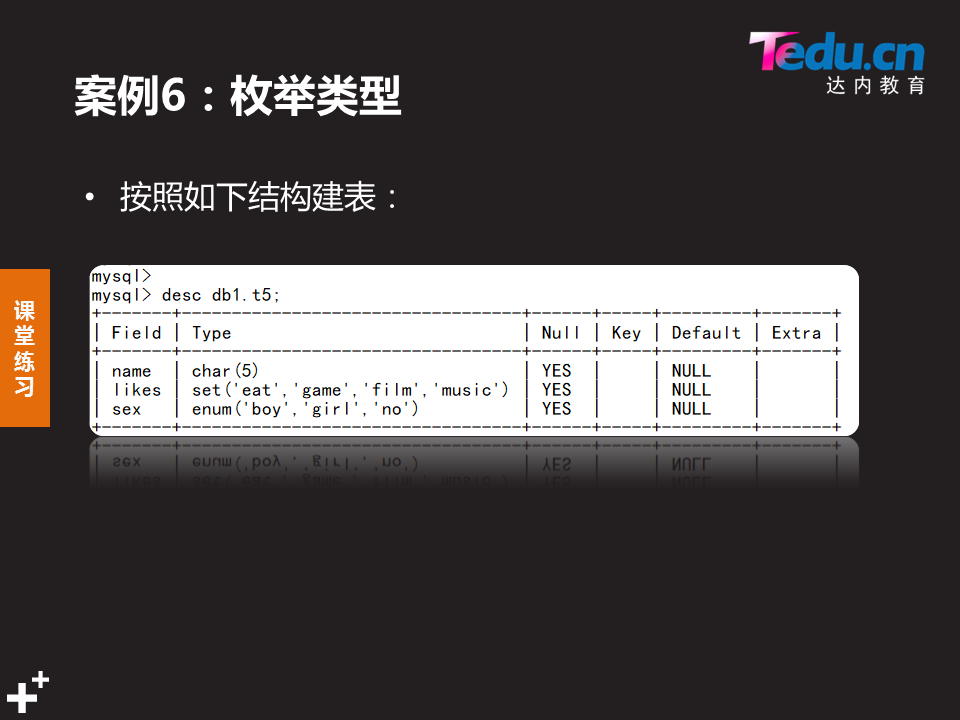 Tedu.cn
达内教育
案例6：枚举类型
• 按照如下结构建表：
课堂练习
mysql>
mysql> desc db1.t5;
+-------+----------------------------------+------+-----+---------+-------+
| Field | Type                             | Null | Key | Default | Extra |
+-------+----------------------------------+------+-----+---------+-------+
| name  | char(5)                          | YES  |     | NULL    |       |
| likes | set('eat','game','film','music') | YES  |     | NULL    |       |
| sex   | enum('boy','girl','no')          | YES  |     | NULL    |       |
+-------+----------------------------------+------+-----+---------+-------+